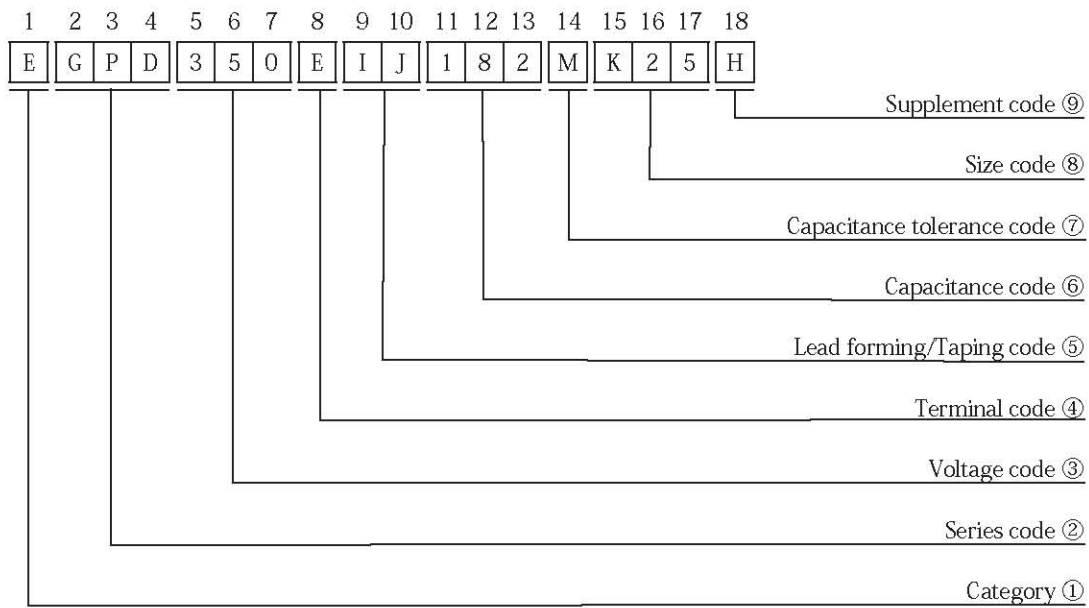 1 2 3 4 5 6 7 8 9 10 11 12 13 14 15 16 17 18
E G P D 3 5 0 E I J 1 8 2 M K 2 5 H
Supplement code ⑨
Size code ⑧
Capacitance tolerance code ⑦
Capacitance code ⑥
Lead forming/Taping code ⑤
Terminal code ④
Voltage code ③
Series code ②
Category ①